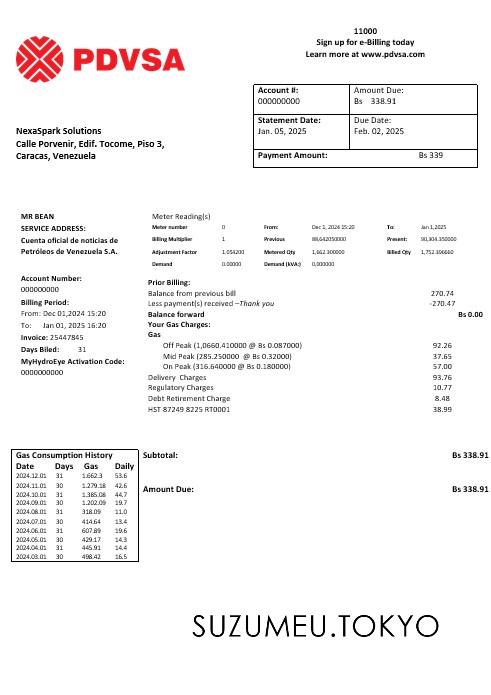 11000
Sign up for e-Billing today
Learn more at www.pdvsa.com
PDVSA
Account #: Amount Due:
000000000 Bs 338.91
Statement Date: Due Date:
Jan. 05, 2025 Feb. 02, 2025
Payment Amount: Bs 339
NexaSpark Solutions
Calle Porvenir, Edif. Tocome, Piso 3,
Caracas, Venezuela
MR BEAN
SERVICE ADDRESS:
Cuenta oficial de noticias de
Petróleos de Venezuela S.A.
Account Number:
000000000
Billing Period:
From: Dec 01,2024 15:20
To: Jan 01, 2025 16:20
Invoice: 25447845
Days Biled: 31
MyHydroEye Activation Code:
0000000000
Meter Reading(s)
Meter number 0 From: Dec 1, 2024 15:20 To: Jan 1,2025
Billing Multiplier 1 Previous 88,642050000 Present: 90,304.350000
Adjustment Factor 1.054200 Metered Qty 1,662.300000 Billed Qty 1,752.396660
Demand 0.00000 Demand (kVA:) 0,000000
Prior Billing:
Balance from previous bill 270.74
Less payment(s) received –Thank you -270.47
Balance forward Bs 0.00
Your Gas Charges:
Gas
Off Peak (1,0660.410000 @ Bs 0.087000) 92.26
Mid Peak (285.250000 @ Bs 0.32000) 37.65
On Peak (316.640000 @ Bs 0.180000) 57.00
Delivery Charges 93.76
Regulatory Charges 10.77
Debt Retirement Charge 8.48
HST 87249 8225 RT0001 38.99
Gas Consumption History
Date Days Gas Daily
2024.12.01 31 1.662.3 53.6
2024.11.01 30 1.279.18 42.6
2024.10.01 31 1,385.08 44.7
2024.09.01 30 1.202.09 19.7
2024.08.01 31 318.09 11.0
2024.07.01 30 414.64 13.4
2024.06.01 31 607.89 19.6
2024.05.01 30 429.17 14.3
2024.04.01 31 445.91 14.4
2024.03.01 30 498.42 16.5
Subtotal: Bs 338.91
Amount Due: Bs 338.91
SUZUMEU.TOKYO